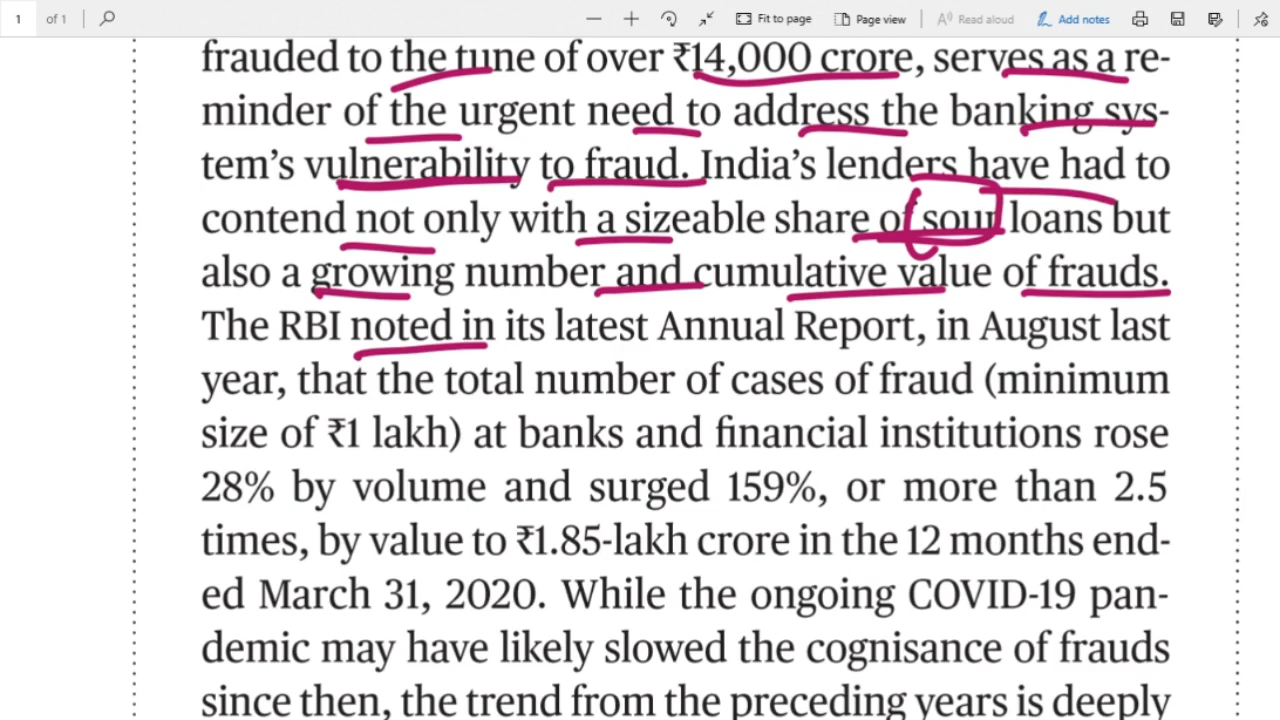 1 of 1 Fit to page Page view Read aloud Add notes
frauded to the tune of over ₹14,000 crore, serves as a re-
minder of the urgent need to address the banking sys-
tem's vulnerability to fraud. India's lenders have had to
contend not only with a sizeable share of sour loans but
also a growing number and cumulative value of frauds.
The RBI noted in its latest Annual Report, in August last
year, that the total number of cases of fraud (minimum
size of ₹1 lakh) at banks and financial institutions rose
28% by volume and surged 159%, or more than 2.5
times, by value to ₹1.85-lakh crore in the 12 months end-
ed March 31, 2020. While the ongoing COVID-19 pan-
demic may have likely slowed the cognisance of frauds
since then, the trend from the preceding years is deeply